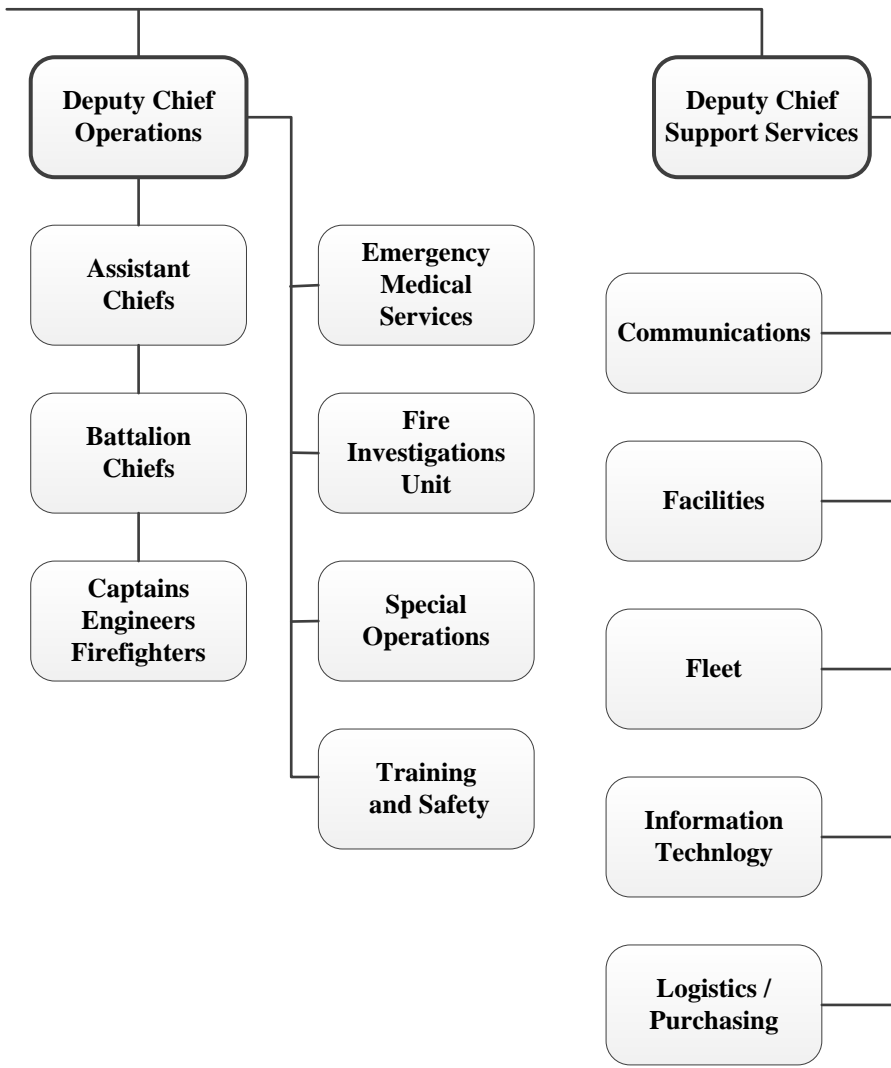 Deputy Chief
Operations
Deputy Chief
Support Services
Assistant
Chiefs
Battalion
Chiefs
Captains
Engineers
Firefighters
Emergency
Medical
Services
Fire
Investigations
Unit
Special
Operations
Training
and Safety
Communications
Facilities
Fleet
Information
Technlogy
Logistics /
Purchasing